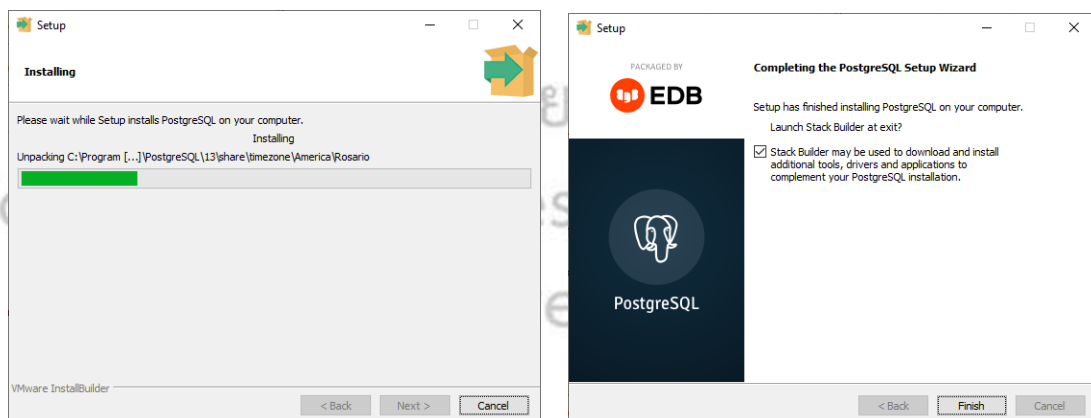 Setup
Installing
Please wait while Setup installs PostgreSQL on your computer.
Installing
Unpacking C:\Program [...]\PostgreSQL\13\share\timezone\America\Rosario
VMware InstallBuilder
< Back
Next >
Cancel
Setup
PACKAGED BY
EDB
PostgreSQL
Completing the PostgreSQL Setup Wizard
Setup has finished installing PostgreSQL on your computer.
Launch Stack Builder at exit?
Stack Builder may be used to download and install
additional tools, drivers and applications to
complement your PostgreSQL installation.
< Back
Finish
Cancel